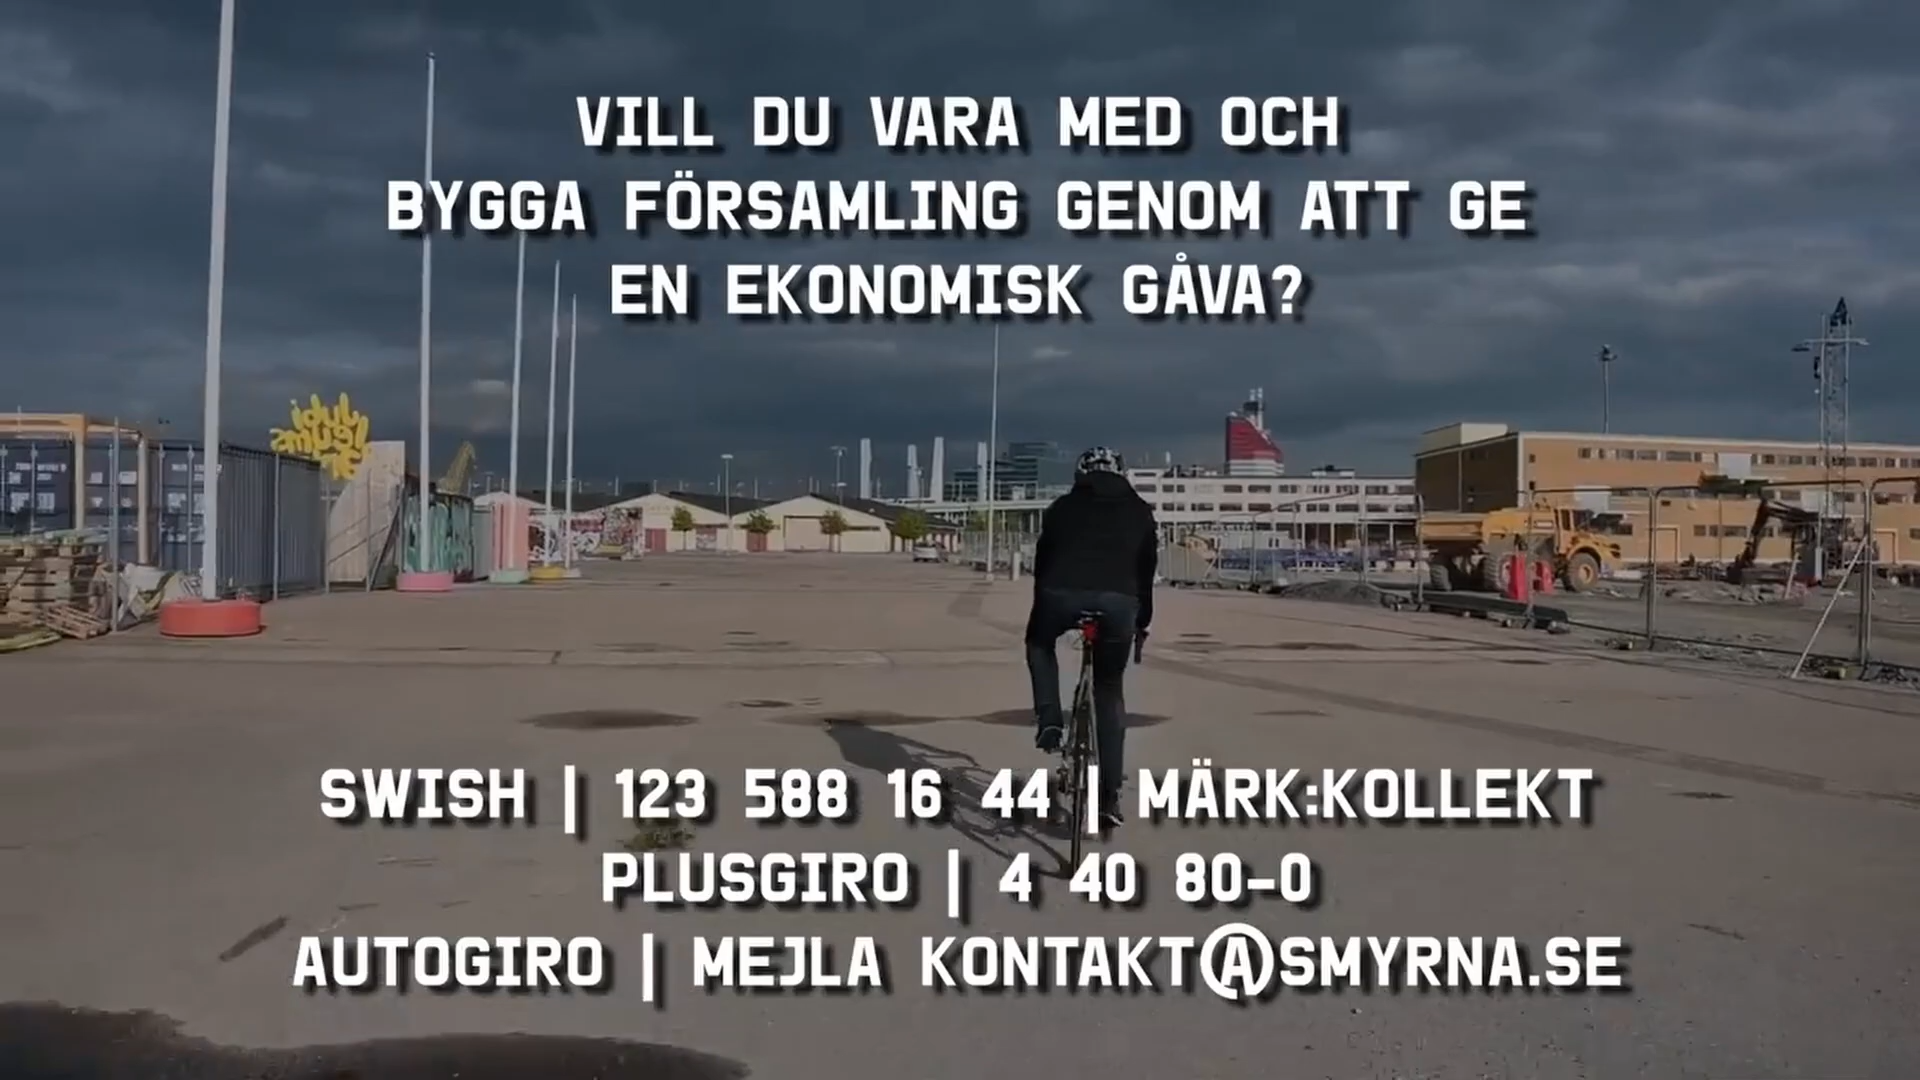 VILL DU VARA MED OCH
BYGGA FÖRSAMLING GENOM ATT GE
EN EKONOMISK GÅVA?
SWISH | 123 588 16 44 | MÄRK:KOLLEKT
PLUSGIRO | 4 40 80-0
AUTOGIRO | MEJLA KONTAKT@SMYRNA.SE